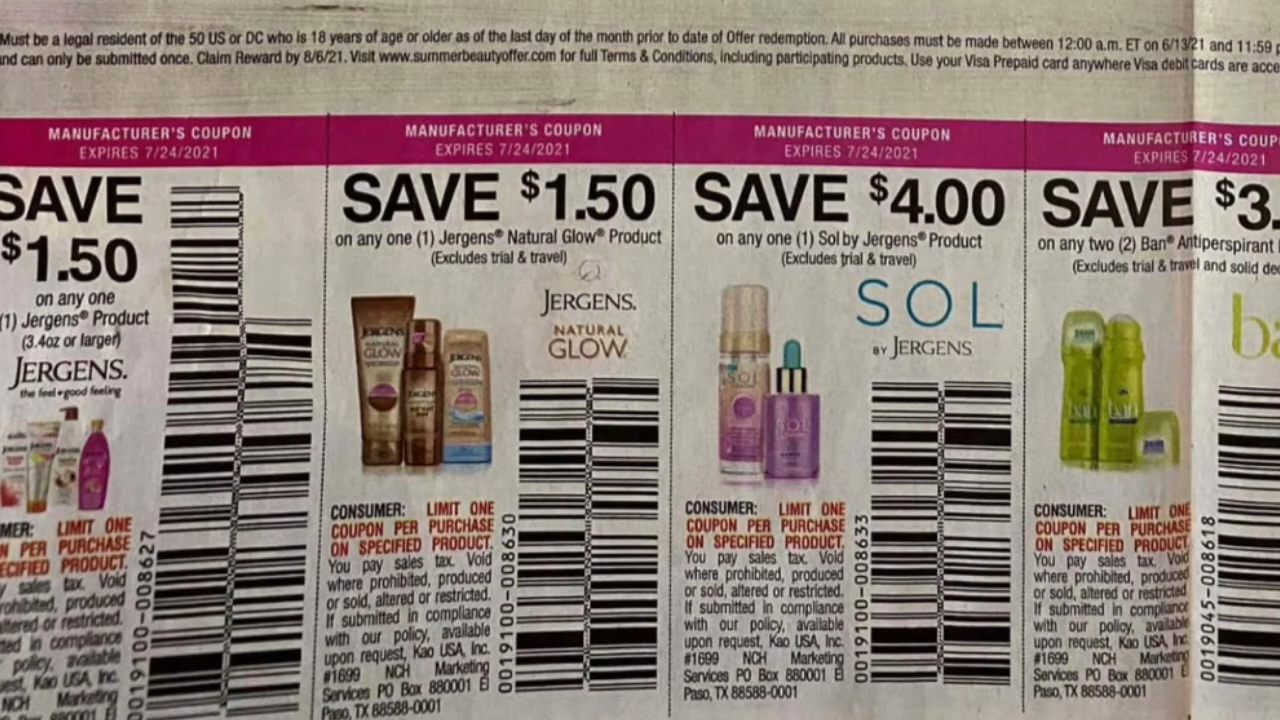 Must be a legal resident of the 50 US or DC who is 18 years of age or older as of the last day of the month prior to date of Offer redemption. All purchases must be made between 12:00 a.m. ET on 6/13/21 and 11:59
and can only be submitted once. Claim Reward by 8/6/21. Visit www.summerbeautyoffer.com for full Terms & Conditions, including participating products. Use your Visa Prepaid card anywhere Visa debit cards are
MANUFACTURER'S COUPON
EXPIRES 7/24/2021
SAVE
$1.50
on any one
(1) Jergens® Product
(3.4oz or larger)
JERGENS.
the feel good feeling
LIMIT ONE
PER PURCHASE
PRODUCT.
sales tax. Void
prohibited, produced
altered or restricted.
in compliance
policy, available
Kao USA, Inc.
NCH Marketing
880001 El
0019100-008627
MANUFACTURER'S COUPON
EXPIRES 7/24/2021
SAVE $1.50
on any one (1) Jergens® Natural Glow® Product
(Excludes trial & travel)
JERGENS.
NATURAL
GLOW
JERGENS
NATURAL
GLOW
CONSUMER: LIMIT ONE
COUPON PER PURCHASE
ON SPECIFIED PRODUCT.
You pay sales tax. Void
where prohibited, produced
or sold, altered or restricted.
If submitted in compliance
with our policy, available
upon request, Kao USA, Inc.
#1699 NCH Marketing
Services PO Box 880001 El
Paso, TX 88588-0001
0019100-008630
MANUFACTURER'S COUPON
EXPIRES 7/24/2021
SAVE $4.00
on any one (1) Sol by Jergens® Product
(Excludes trial & travel)
SOL
BY JERGENS
SOL
SOL
CONSUMER: LIMIT ONE
COUPON PER PURCHASE
ON SPECIFIED PRODUCT.
You pay sales tax. Void
where prohibited, produced
or sold, altered or restricted.
If submitted in compliance
with our policy, available
upon request, Kao USA, Inc.
#1699 NCH Marketing
Services PO Box 880001 El
Paso, TX 88588-0001
0019100-008633
MANUFACTURER'S COUP
EXPIRES 7/24/2021
SAVE $3.
on any two (2) Ban® Antiperspirant
(Excludes trial & travel and solid
ba
ban
ban
CONSUMER: LIMIT ONE
COUPON PER PURCHASE
ON SPECIFIED PRODUCT.
You pay sales tax. Void
where prohibited, produced
or sold, altered or restricted.
If submitted in compliance
with our policy, available
upon request, Kao USA, Inc.
#1699 NCH Marketing
Services PO Box 880001 El
Paso, TX 88588-0001
0019045-008618